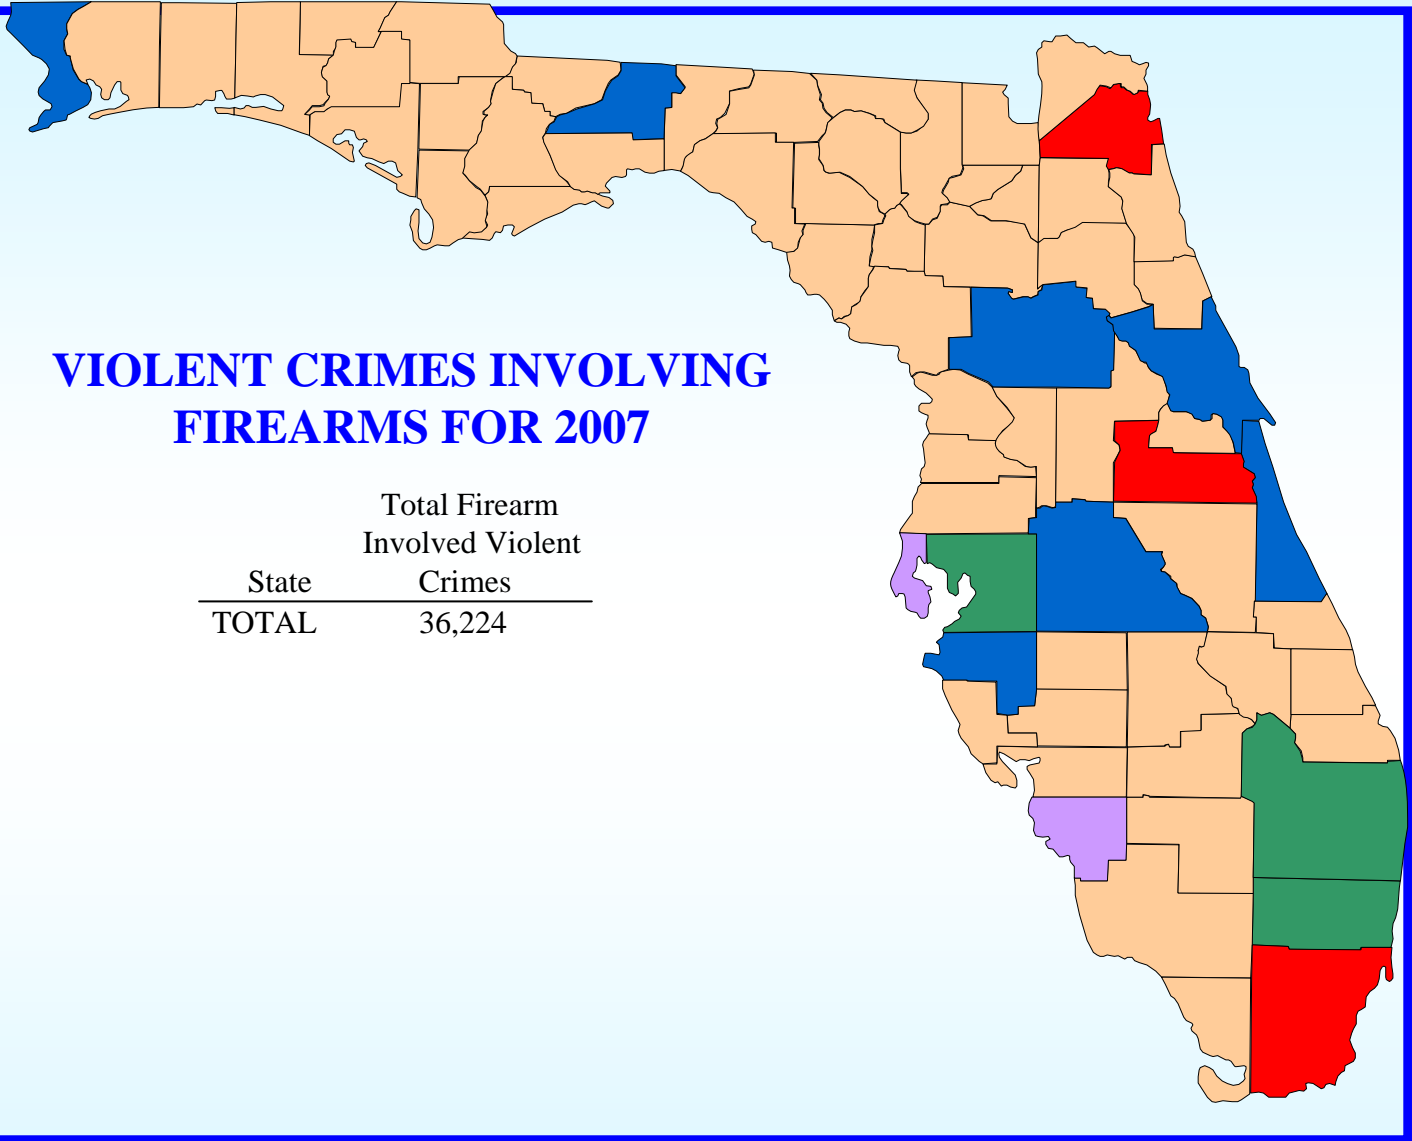 VIOLENT CRIMES INVOLVING
FIREARMS FOR 2007
Total Firearm
Involved Violent
State Crimes
TOTAL 36,224